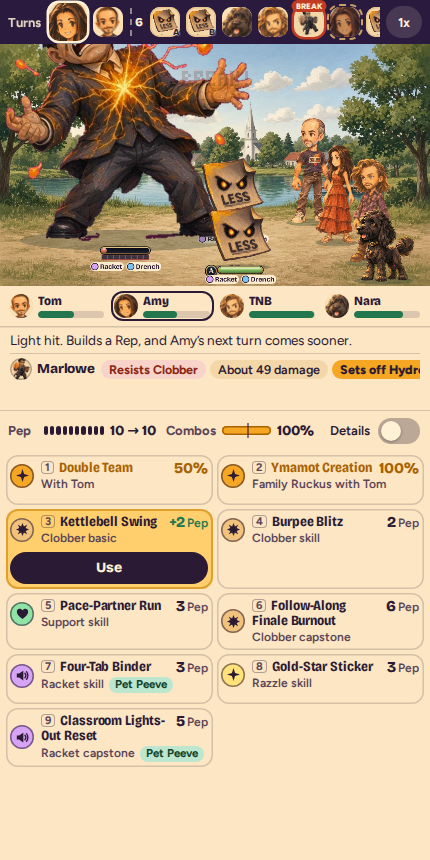 Turns
6
A
B
BREAK
1x
LESS
LESS
Racket Drench
A
Racket Drench
Tom
Amy
TNB
Nara
Light hit. Builds a Rep, and Amy's next turn comes sooner.
Marlowe Resists Clobber About 49 damage Sets off Hydr
Pep 10 → 10 Combos 100% Details
1 Double Team 50%
With Tom
2 Ymamot Creation 100%
Family Ruckus with Tom
3 Kettlebell Swing +2 Pep
Clobber basic
Use
4 Burpee Blitz 2 Pep
Clobber skill
5 Pace-Partner Run 3 Pep
Support skill
6 Follow-Along Finale Burnout 6 Pep
Clobber capstone
7 Four-Tab Binder 3 Pep
Racket skill Pet Peeve
8 Gold-Star Sticker 3 Pep
Razzle skill
9 Classroom Lights-Out Reset 5 Pep
Racket capstone Pet Peeve